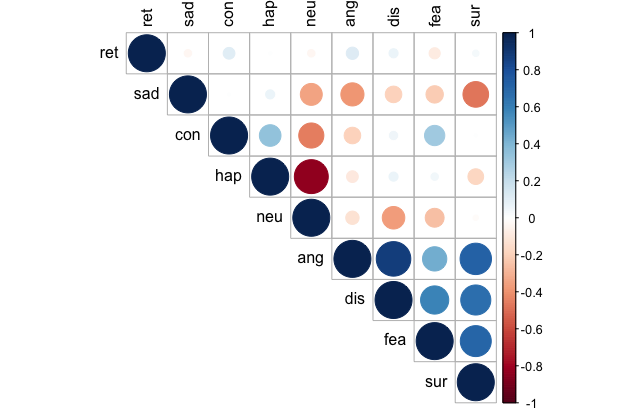 ret sad con hap neu ang dis fea sur
ret
sad
con
hap
neu
ang
dis
fea
sur
1
0.8
0.6
0.4
0.2
0
-0.2
-0.4
-0.6
-0.8
-1